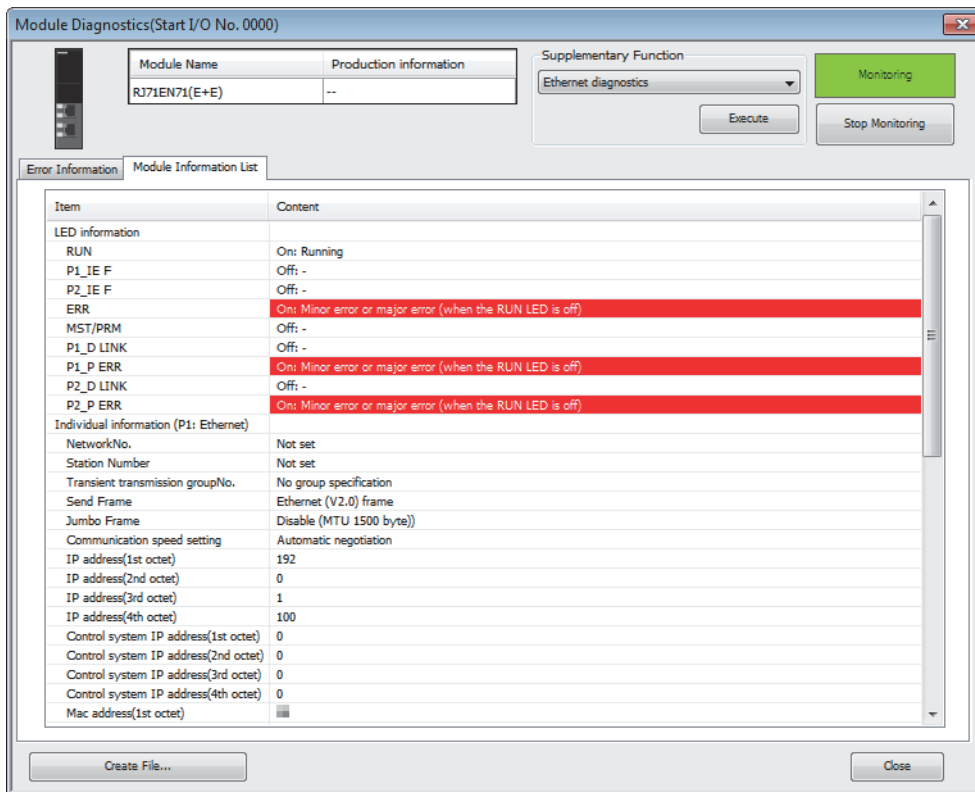 Module Diagnostics(Start I/O No. 0000)
Module Name Production information
RJ71EN71(E+E) --
Supplementary Function
Ethernet diagnostics
Execute
Monitoring
Stop Monitoring
Error Information Module Information List
Item Content
LED information
RUN On: Running
P1_IE F Off: -
P2_IE F Off: -
ERR On: Minor error or major error (when the RUN LED is off)
MST/PRM Off: -
P1_D LINK Off: -
P1_P ERR On: Minor error or major error (when the RUN LED is off)
P2_D LINK Off: -
P2_P ERR On: Minor error or major error (when the RUN LED is off)
Individual information (P1: Ethernet)
NetworkNo. Not set
Station Number Not set
Transient transmission groupNo. No group specification
Send Frame Ethernet (V2.0) frame
Jumbo Frame Disable (MTU 1500 byte))
Communication speed setting Automatic negotiation
IP address(1st octet) 192
IP address(2nd octet) 0
IP address(3rd octet) 1
IP address(4th octet) 100
Control system IP address(1st octet) 0
Control system IP address(2nd octet) 0
Control system IP address(3rd octet) 0
Control system IP address(4th octet) 0
Mac address(1st octet)
Create File... Close